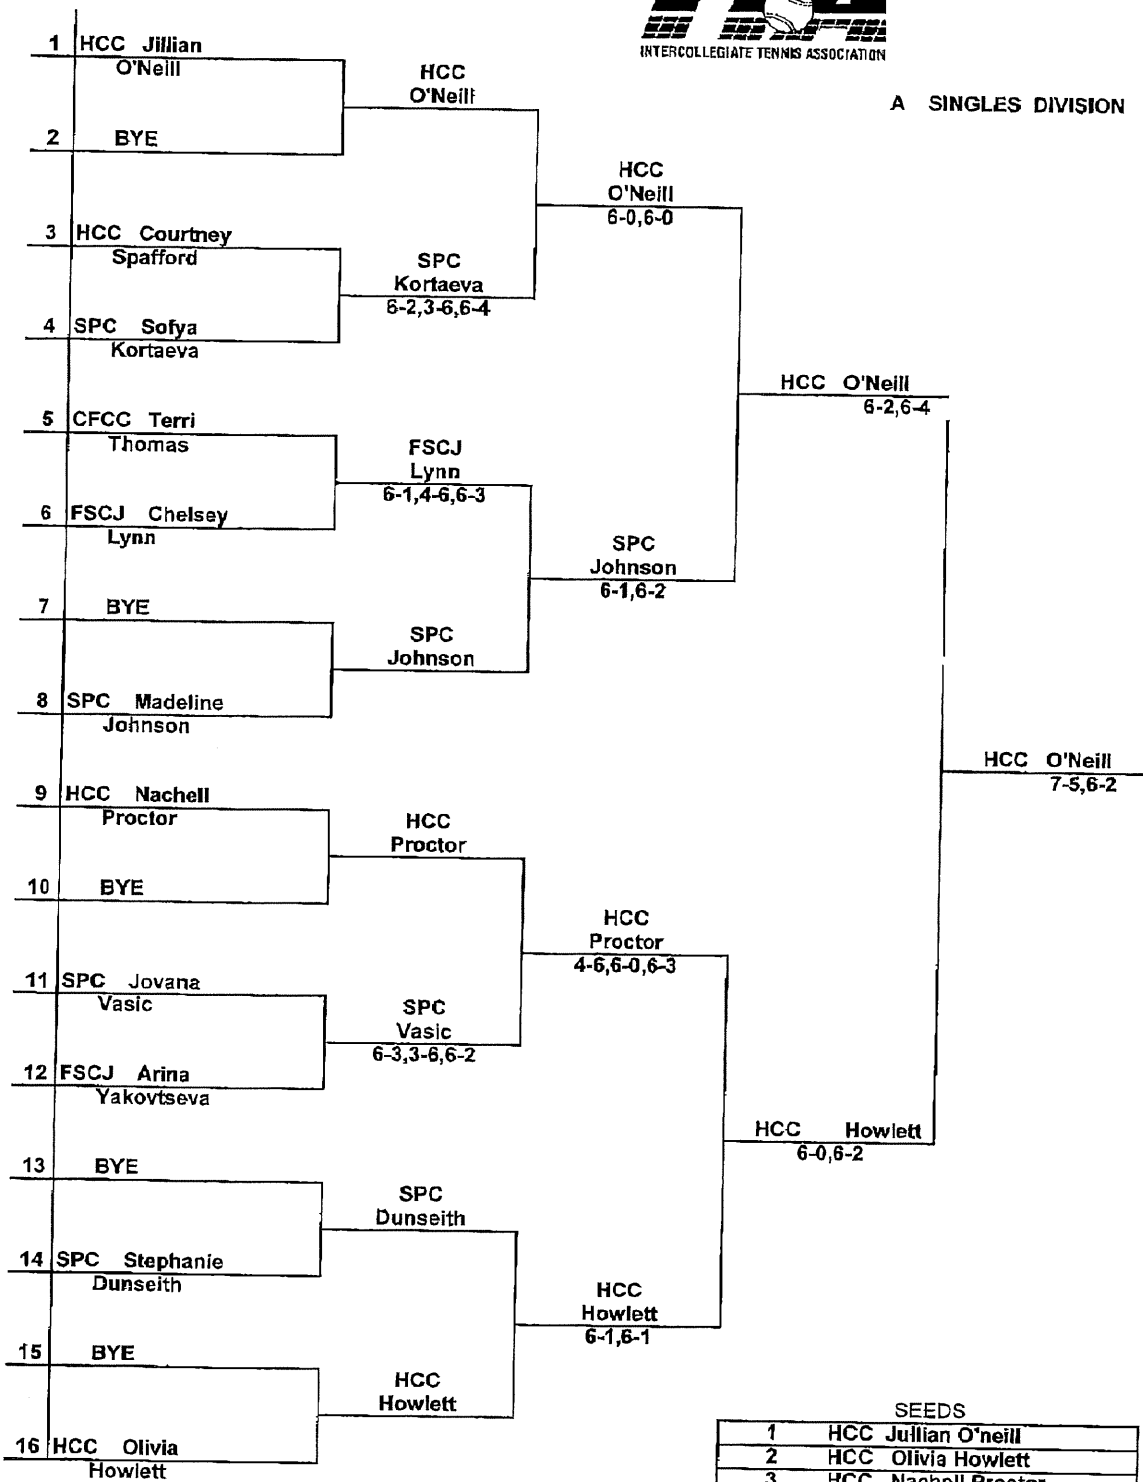 INTERCOLLEGIATE TENNIS ASSOCIATION
A SINGLES DIVISION
1 HCC Jillian
O'Neill
2 BYE
3 HCC Courtney
Spafford
4 SPC Sofya
Kortaeva
5 CFCC Terri
Thomas
6 FSCJ Chelsey
Lynn
7 BYE
8 SPC Madeline
Johnson
9 HCC Nachell
Proctor
10 BYE
11 SPC Jovana
Vasic
12 FSCJ Arina
Yakovtseva
13 BYE
14 SPC Stephanie
Dunseith
15 BYE
16 HCC Olivia
Howlett
HCC
O'Neill
SPC
Kortaeva
6-2,3-6,6-4
FSCJ
Lynn
6-1,4-6,6-3
SPC
Johnson
HCC
Proctor
SPC
Vasic
6-3,3-6,6-2
SPC
Dunseith
HCC
Howlett
HCC
O'Neill
6-0,6-0
SPC
Johnson
6-1,6-2
HCC
Proctor
4-6,6-0,6-3
HCC
Howlett
6-1,6-1
HCC O'Neill
6-2,6-4
HCC Howlett
6-0,6-2
HCC O'Neill
7-5,6-2
SEEDS
1 HCC Jullian O'neill
2 HCC Olivia Howlett
3 HCC Nachell Proctor